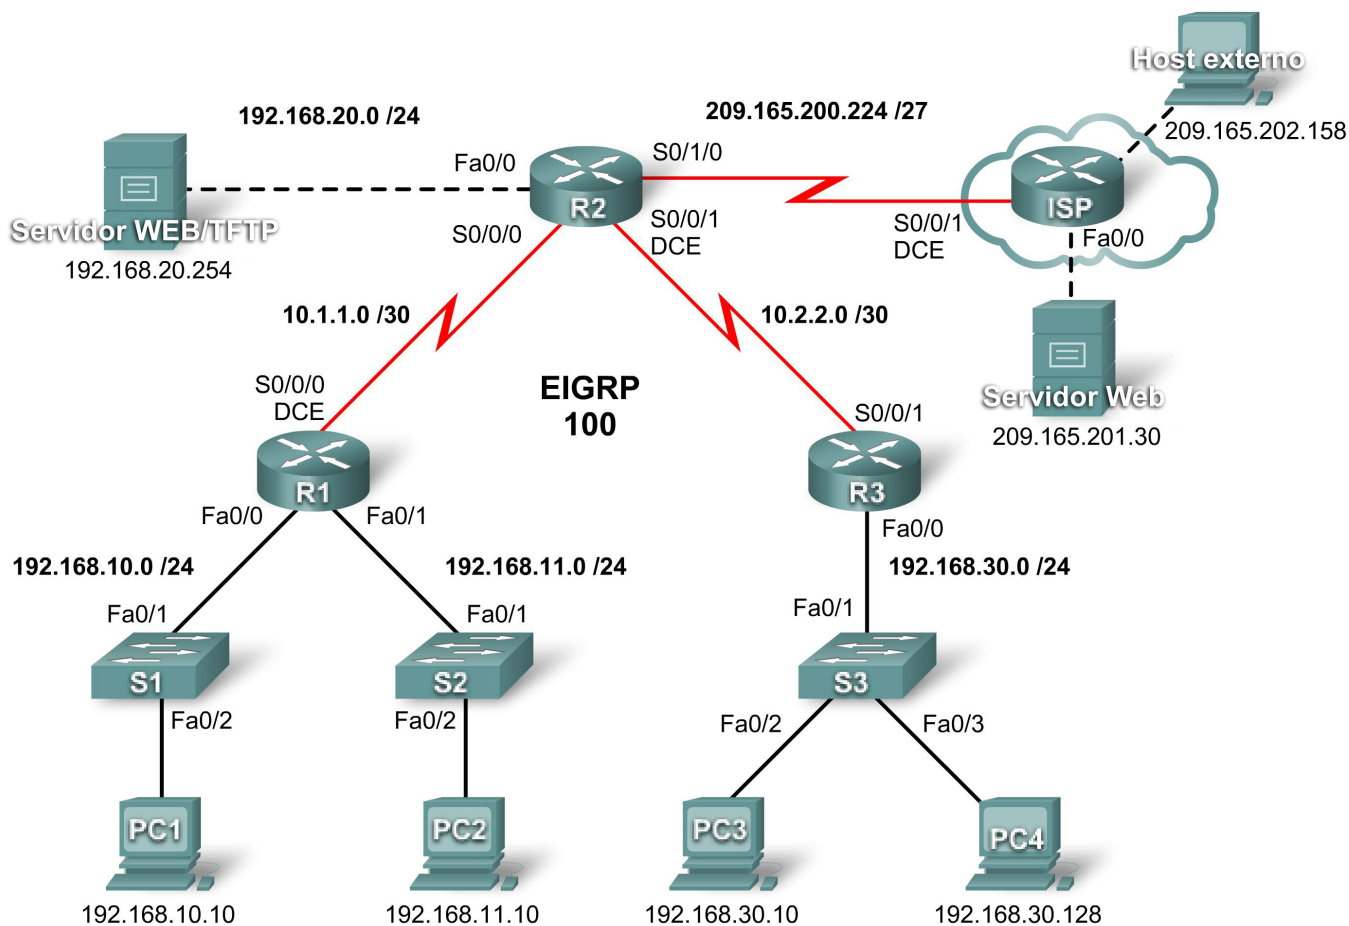 Host externo
209.165.202.158
192.168.20.0 /24
209.165.200.224 /27
Fa0/0
S0/1/0
R2
ISP
Servidor WEB/TFTP
192.168.20.254
S0/0/0
S0/0/1
DCE
S0/0/1
DCE
Fa0/0
10.1.1.0 /30
10.2.2.0 /30
EIGRP
100
Servidor Web
209.165.201.30
S0/0/0
DCE
S0/0/1
R1
R3
Fa0/0
Fa0/1
Fa0/0
192.168.10.0 /24
192.168.11.0 /24
192.168.30.0 /24
Fa0/1
Fa0/1
Fa0/1
S1
S2
S3
Fa0/2
Fa0/2
Fa0/2
Fa0/3
PC1
PC2
PC3
PC4
192.168.10.10
192.168.11.10
192.168.30.10
192.168.30.128